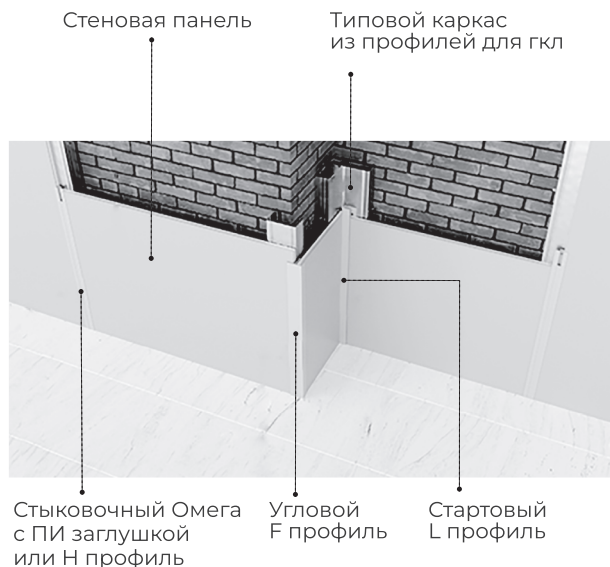 Стеновая панель
Типовой каркас
из профилей для гкл
Стыковочный Омега
с ПИ заглушкой
или Н профиль
Угловой
F профиль
Стартовый
L профиль